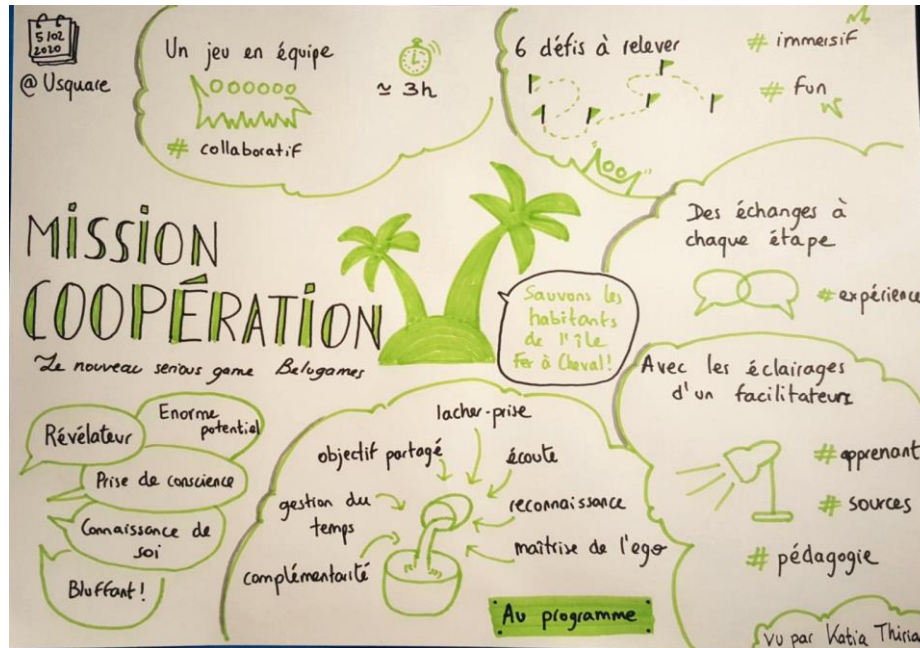 5/02
2020
@ Usquare
Un jeu en équipe
≃ 3h
# collaboratif
6 défis à relever
# immersif
# fun
MISSION
COOPÉRATION
Le nouveau serious game Belugames
Sauvons les
habitants
de l'île
Fer à Cheval!
Des échanges à
chaque étape
# expérience
Avec les éclairages
d'un facilitateur
# apprenant
# sources
# pédagogie
Révélateur
Enorme
potentiel
Prise de conscience
Connaissance de
soi
Bluffant!
lacher-prise
objectif partagé
écoute
gestion du
temps
reconnaissance
complémentarité
maîtrise de l'ego
Au programme
vu par Katia Thiria